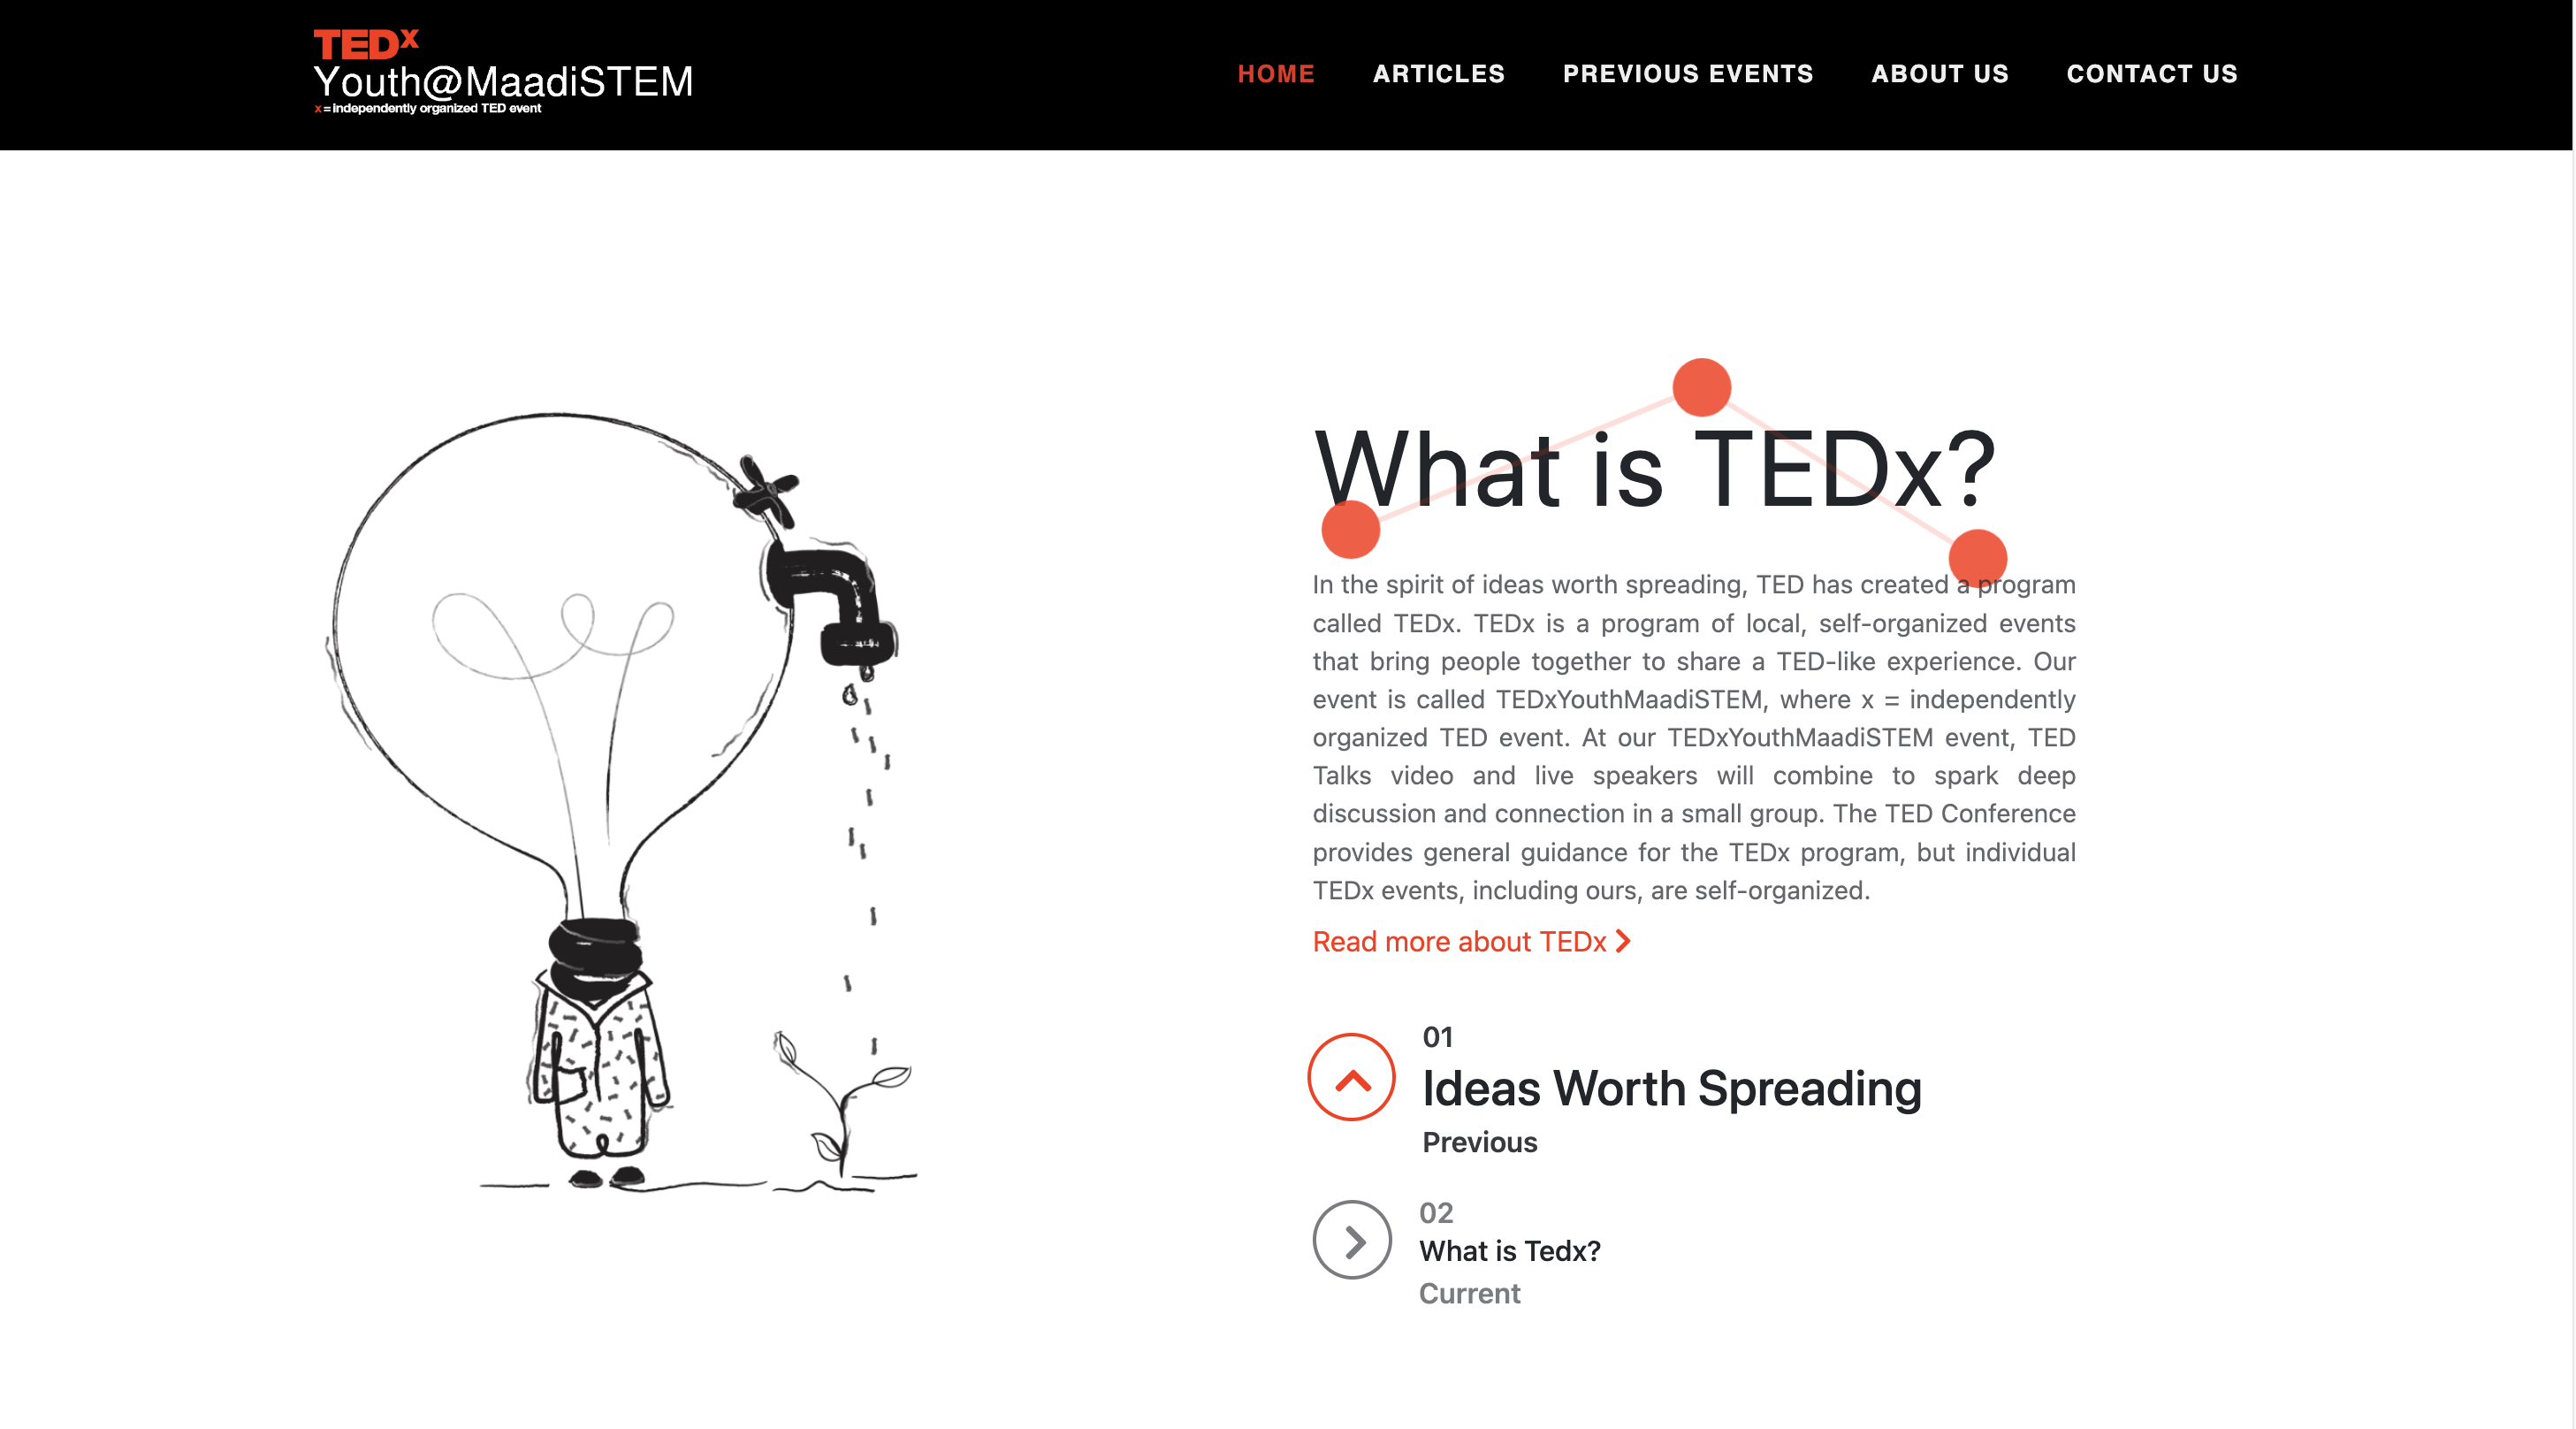 TEDx
Youth@MaadiSTEM
x = independently organized TED event
HOME ARTICLES PREVIOUS EVENTS ABOUT US CONTACT US
What is TEDx?
In the spirit of ideas worth spreading, TED has created a program
called TEDx. TEDx is a program of local, self-organized events
that bring people together to share a TED-like experience. Our
event is called TEDxYouthMaadiSTEM, where x = independently
organized TED event. At our TEDxYouthMaadiSTEM event, TED
Talks video and live speakers will combine to spark deep
discussion and connection in a small group. The TED Conference
provides general guidance for the TEDx program, but individual
TEDx events, including ours, are self-organized.
Read more about TEDx
01
Ideas Worth Spreading
Previous
02
What is Tedx?
Current